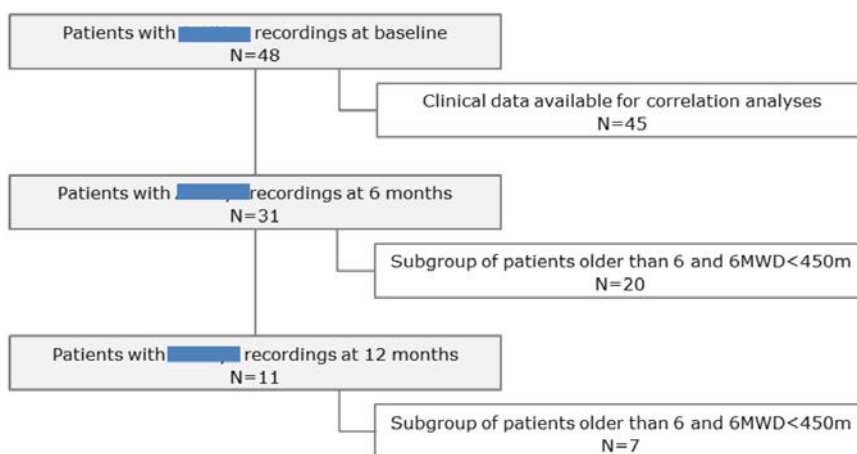 Patients with recordings at baseline
N=48
Clinical data available for correlation analyses
N=45
Patients with recordings at 6 months
N=31
Subgroup of patients older than 6 and 6MWD<450m
N=20
Patients with recordings at 12 months
N=11
Subgroup of patients older than 6 and 6MWD<450m
N=7